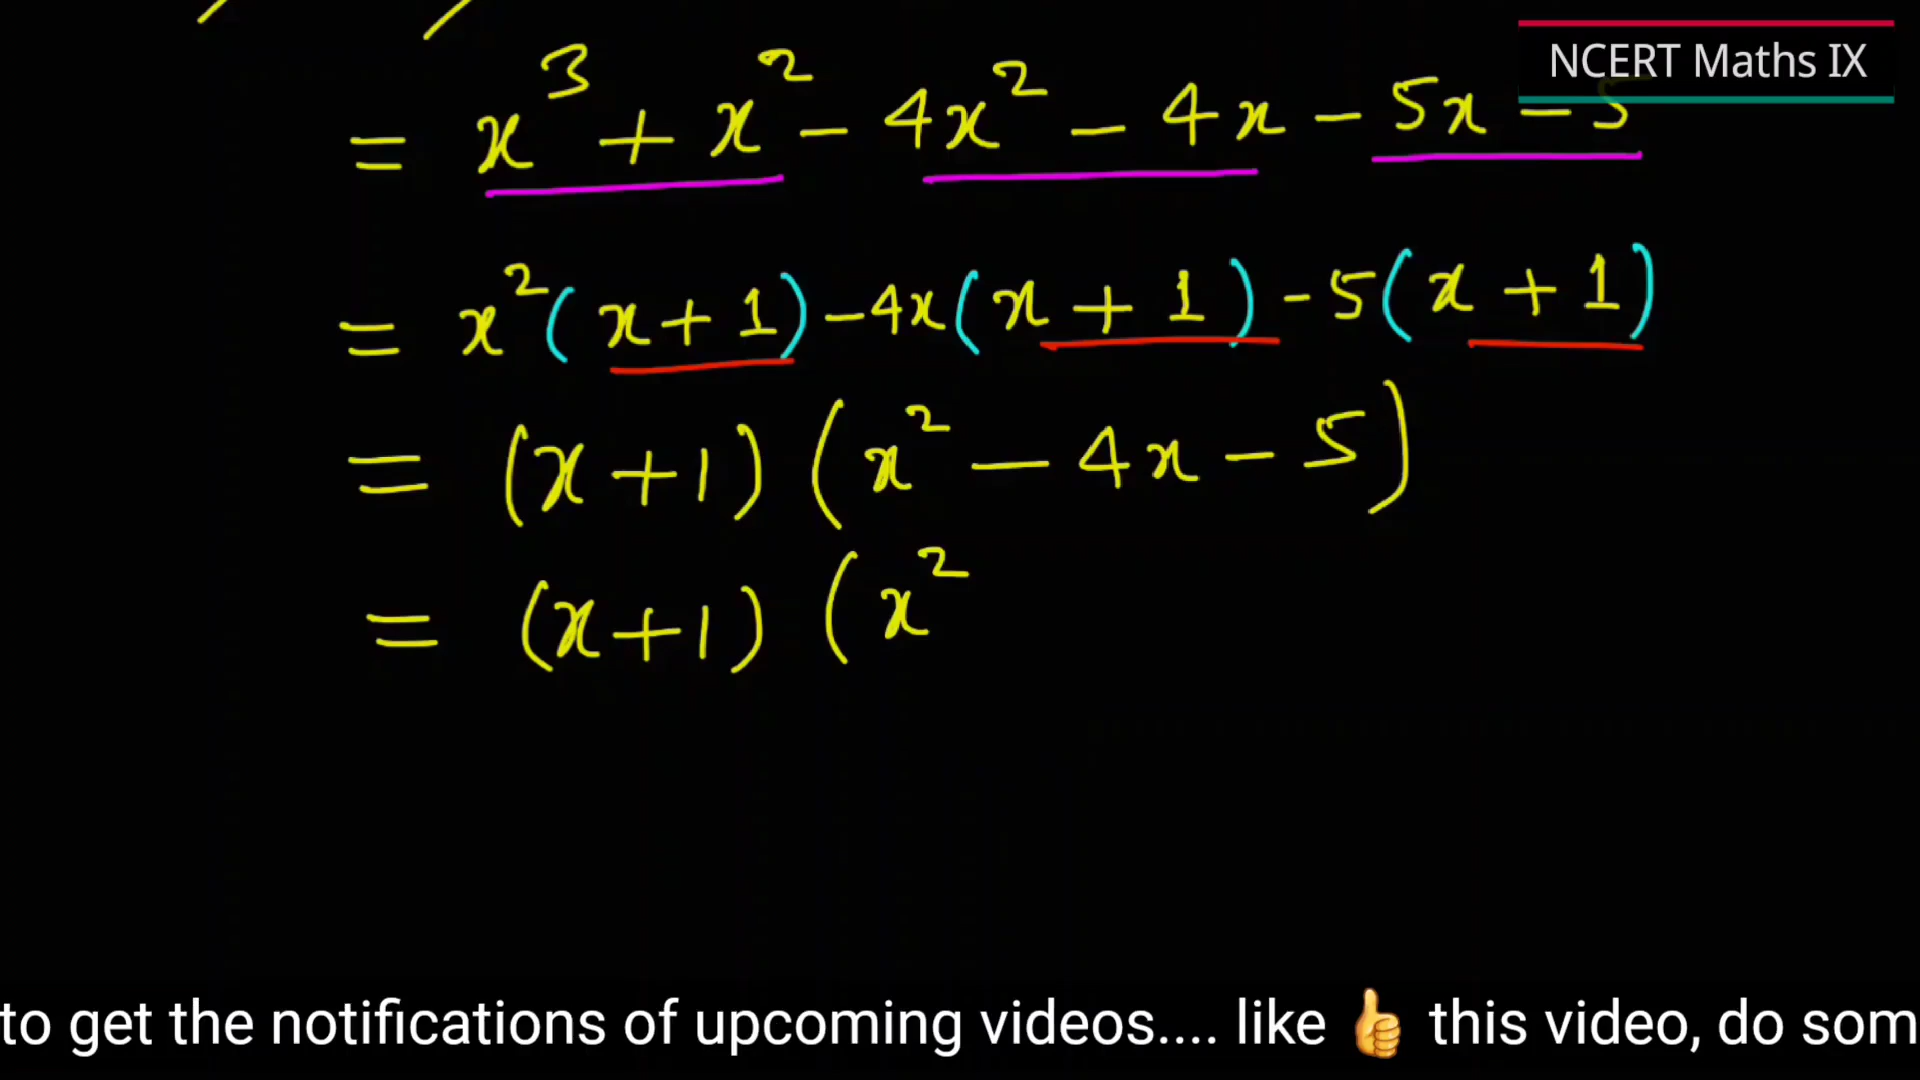 NCERT Maths IX
= x³ + x² - 4x² - 4x - 5x - 5
= x²(x+1) - 4x(x+1) - 5(x+1)
= (x+1) (x² - 4x - 5)
= (x+1) (x²
to get the notifications of upcoming videos.... like 👍 this video, do som